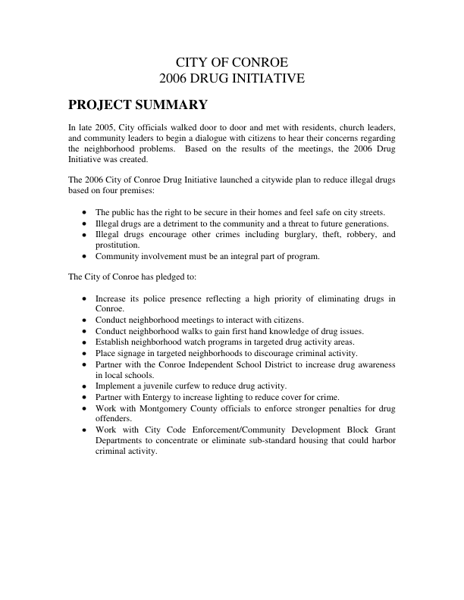 CITY OF CONROE
2006 DRUG INITIATIVE
PROJECT SUMMARY
In late 2005, City officials walked door to door and met with residents, church leaders,
and community leaders to begin a dialogue with citizens to hear their concerns regarding
the neighborhood problems. Based on the results of the meetings, the 2006 Drug
Initiative was created.
The 2006 City of Conroe Drug Initiative launched a citywide plan to reduce illegal drugs
based on four premises:
• The public has the right to be secure in their homes and feel safe on city streets.
• Illegal drugs are a detriment to the community and a threat to future generations.
• Illegal drugs encourage other crimes including burglary, theft, robbery, and
prostitution.
• Community involvement must be an integral part of program.
The City of Conroe has pledged to:
• Increase its police presence reflecting a high priority of eliminating drugs in
Conroe.
• Conduct neighborhood meetings to interact with citizens.
• Conduct neighborhood walks to gain first hand knowledge of drug issues.
• Establish neighborhood watch programs in targeted drug activity areas.
• Place signage in targeted neighborhoods to discourage criminal activity.
• Partner with the Conroe Independent School District to increase drug awareness
in local schools.
• Implement a juvenile curfew to reduce drug activity.
• Partner with Entergy to increase lighting to reduce cover for crime.
• Work with Montgomery County officials to enforce stronger penalties for drug
offenders.
• Work with City Code Enforcement/Community Development Block Grant
Departments to concentrate or eliminate sub-standard housing that could harbor
criminal activity.